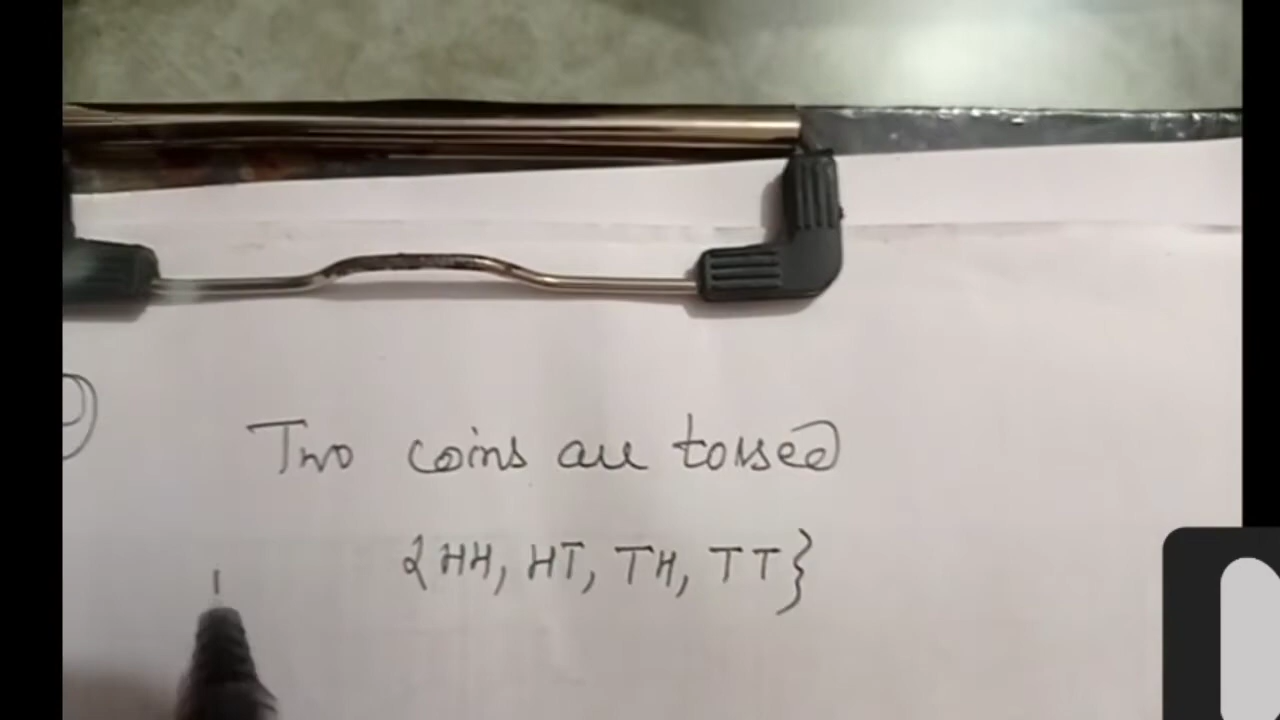 Two coins are tossed
{HH, HT, TH, TT}